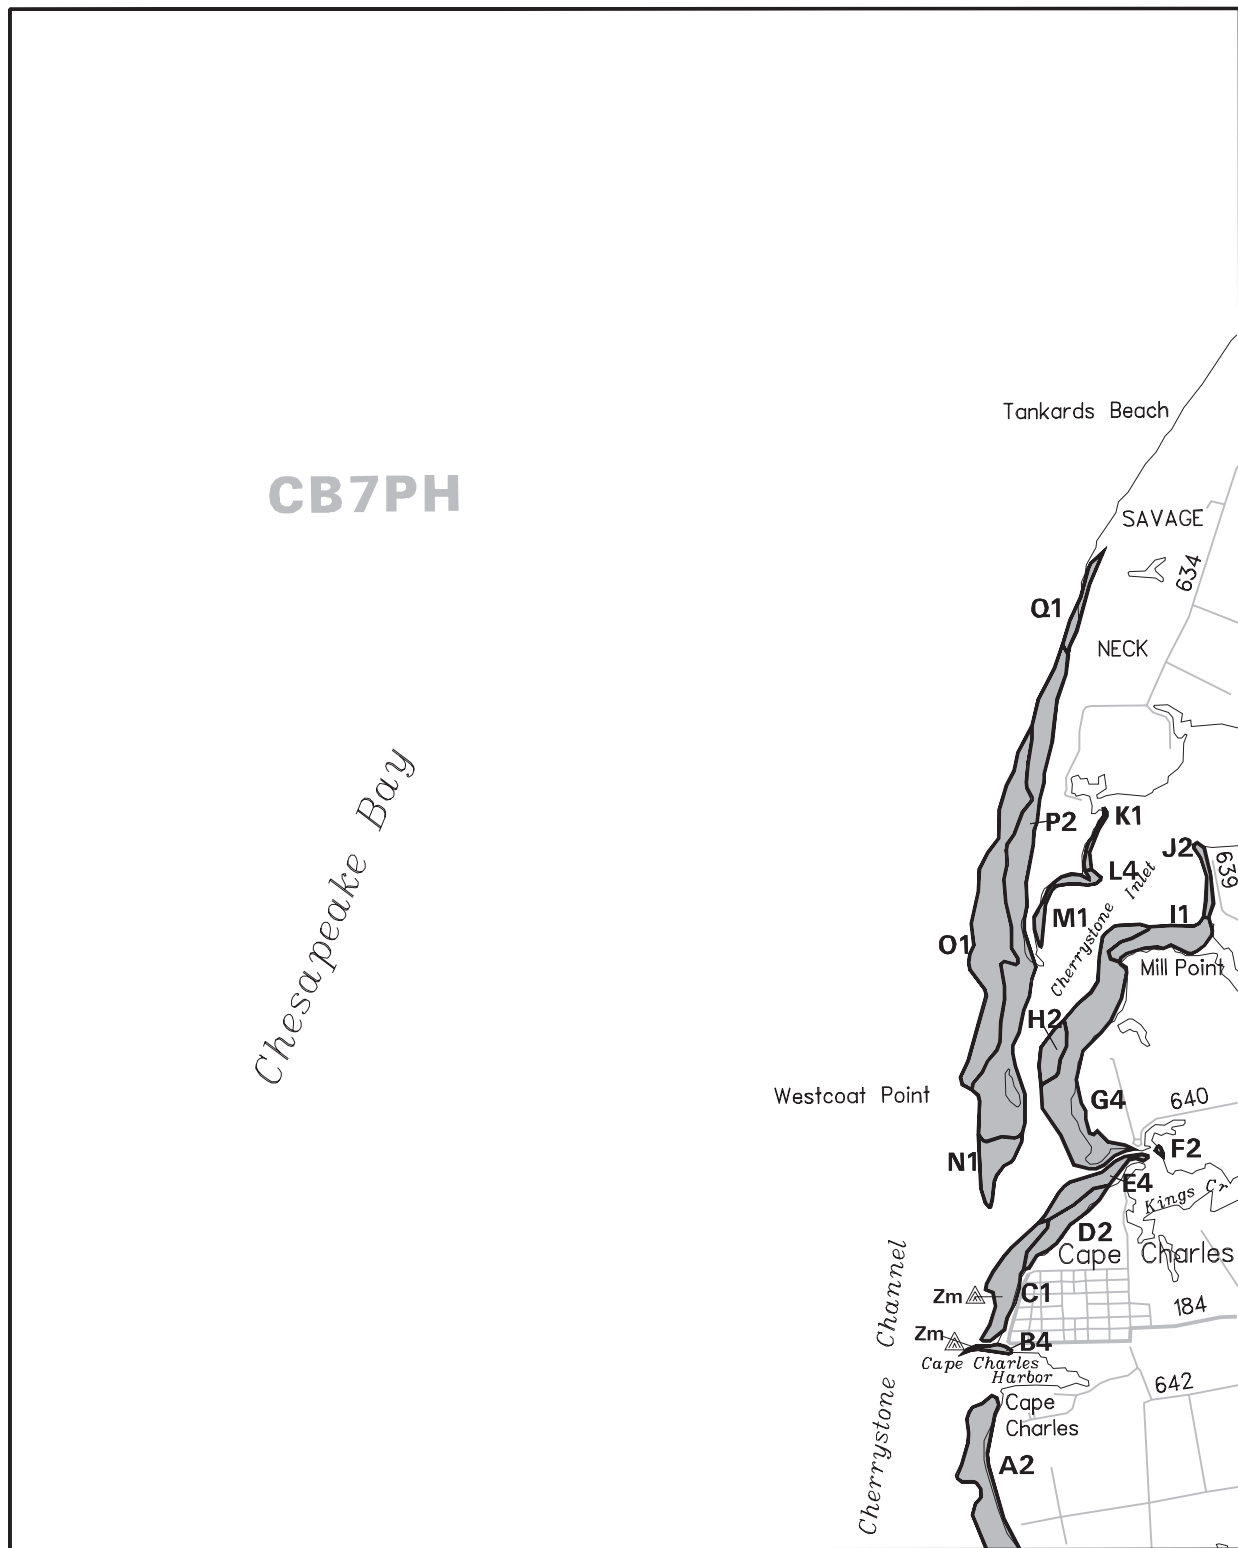 Tankards Beach
CB7PH
SAVAGE
634
Q1
NECK
Chesapeake Bay
P2
K1
J2
639
L4
Cherrystone Inlet
M1
I1
O1
Mill Point
H2
Westcoat Point
G4
640
F2
N1
E4
Kings Cr
D2
Cape Charles
Cherrystone Channel
Zm
C1
184
Zm
B4
Cape Charles
Harbor
642
Cape
Charles
A2